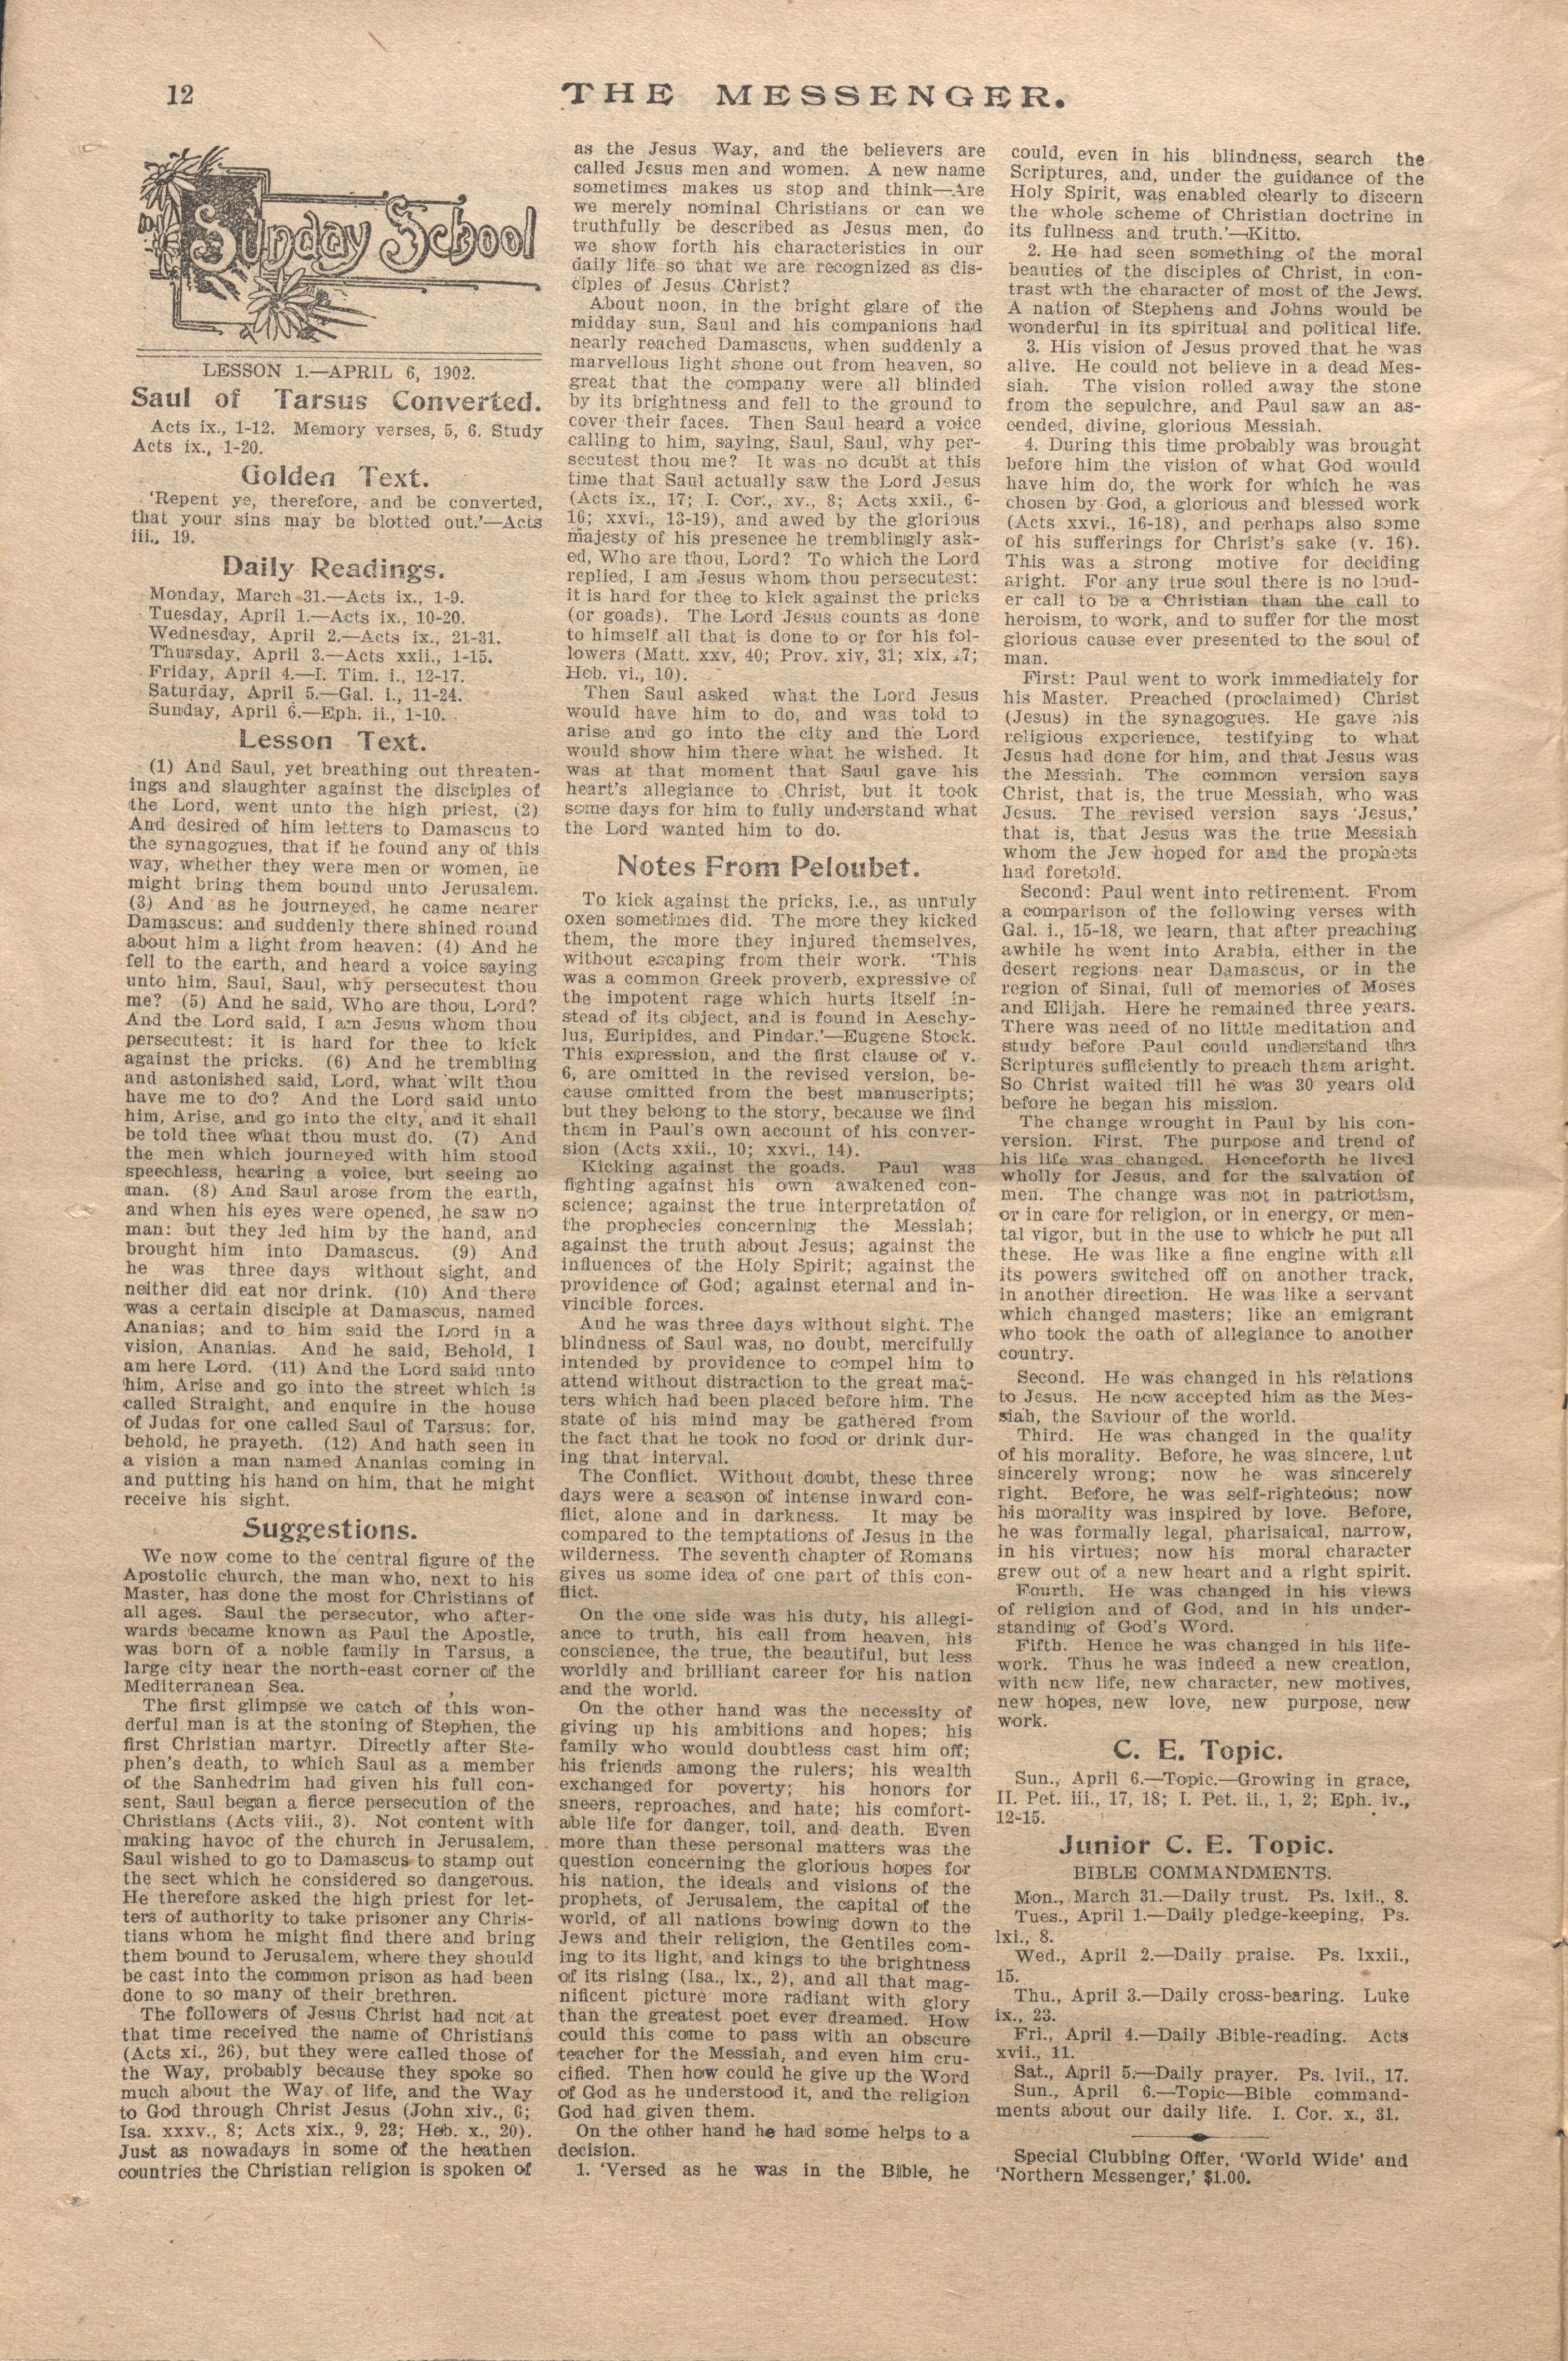 12
THE MESSENGER.
Sunday School
LESSON 1.—APRIL 6, 1902.
Saul of Tarsus Converted.
Acts ix., 1-12. Memory verses, 5, 6. Study
Acts ix., 1-20.
Golden Text.
'Repent ye, therefore, and be converted,
that your sins may be blotted out.'—Acts
iii., 19.
Daily Readings.
Monday, March 31.—Acts ix., 1-9.
Tuesday, April 1.—Acts ix., 10-20.
Wednesday, April 2.—Acts ix., 21-31.
Thursday, April 3.—Acts xxii., 1-15.
Friday, April 4.—I. Tim. i., 12-17.
Saturday, April 5.—Gal. i., 11-24.
Sunday, April 6.—Eph. ii., 1-10.
Lesson Text.
(1) And Saul, yet breathing out threaten-
ings and slaughter against the disciples of
the Lord, went unto the high priest, (2)
And desired of him letters to Damascus to
the synagogues, that if he found any of this
way, whether they were men or women, he
might bring them bound unto Jerusalem.
(3) And as he journeyed, he came nearer
Damascus: and suddenly there shined round
about him a light from heaven: (4) And he
fell to the earth, and heard a voice saying
unto him, Saul, Saul, why persecutest thou
me? (5) And he said, Who are thou, Lord?
And the Lord said, I am Jesus whom thou
persecutest: it is hard for thee to kick
against the pricks. (6) And he trembling
and astonished said, Lord, what wilt thou
have me to do? And the Lord said unto
him, Arise, and go into the city, and it shall
be told thee what thou must do. (7) And
the men which journeyed with him stood
speechless, hearing a voice, but seeing no
man. (8) And Saul arose from the earth,
and when his eyes were opened, he saw no
man: but they led him by the hand, and
brought him into Damascus. (9) And
he was three days without sight, and
neither did eat nor drink. (10) And there
was a certain disciple at Damascus, named
Ananias; and to him said the Lord in a
vision, Ananias. And he said, Behold, I
am here Lord. (11) And the Lord said unto
him, Arise and go into the street which is
called Straight, and enquire in the house
of Judas for one called Saul of Tarsus: for,
behold, he prayeth. (12) And hath seen in
a vision a man named Ananias coming in
and putting his hand on him, that he might
receive his sight.
Suggestions.
We now come to the central figure of the
Apostolic church, the man who, next to his
Master, has done the most for Christians of
all ages. Saul the persecutor, who after-
wards became known as Paul the Apostle,
was born of a noble family in Tarsus, a
large city near the north-east corner of the
Mediterranean Sea.
The first glimpse we catch of this won-
derful man is at the stoning of Stephen, the
first Christian martyr. Directly after Ste-
phen's death, to which Saul as a member
of the Sanhedrim had given his full con-
sent, Saul began a fierce persecution of the
Christians (Acts viii., 3). Not content with
making havoc of the church in Jerusalem,
Saul wished to go to Damascus to stamp out
the sect which he considered so dangerous.
He therefore asked the high priest for let-
ters of authority to take prisoner any Chris-
tians whom he might find there and bring
them bound to Jerusalem, where they should
be cast into the common prison as had been
done to so many of their brethren.
The followers of Jesus Christ had not at
that time received the name of Christians
(Acts xi., 26), but they were called those of
the Way, probably because they spoke so
much about the Way of life, and the Way
to God through Christ Jesus (John xiv., 6;
Isa. xxxv., 8; Acts xix., 9, 23; Heb. x., 20).
Just as nowadays in some of the heathen
countries the Christian religion is spoken of
as the Jesus Way, and the believers are
called Jesus men and women. A new name
sometimes makes us stop and think—Are
we merely nominal Christians or can we
truthfully be described as Jesus men, do
we show forth his characteristics in our
daily life so that we are recognized as dis-
ciples of Jesus Christ?
About noon, in the bright glare of the
midday sun, Saul and his companions had
nearly reached Damascus, when suddenly a
marvellous light shone out from heaven, so
great that the company were all blinded
by its brightness and fell to the ground to
cover their faces. Then Saul heard a voice
calling to him, saying, Saul, Saul, why per-
secutest thou me? It was no doubt at this
time that Saul actually saw the Lord Jesus
(Acts ix., 17; I. Cor., xv., 8; Acts xxii., 6-
16; xxvi., 13-19), and awed by the glorious
majesty of his presence he tremblingly ask-
ed, Who are thou, Lord? To which the Lord
replied, I am Jesus whom thou persecutest:
it is hard for thee to kick against the pricks
(or goads). The Lord Jesus counts as done
to himself all that is done to or for his fol-
lowers (Matt. xxv, 40; Prov. xiv, 31; xix, 17;
Heb. vi., 10).
Then Saul asked what the Lord Jesus
would have him to do, and was told to
arise and go into the city and the Lord
would show him there what he wished. It
was at that moment that Saul gave his
heart's allegiance to Christ, but it took
some days for him to fully understand what
the Lord wanted him to do.
Notes From Peloubet.
To kick against the pricks, i.e., as unruly
oxen sometimes did. The more they kicked
them, the more they injured themselves,
without escaping from their work. 'This
was a common Greek proverb, expressive of
the impotent rage which hurts itself in-
stead of its object, and is found in Aeschy-
lus, Euripides, and Pindar.'—Eugene Stock.
This expression, and the first clause of v.
6, are omitted in the revised version, be-
cause omitted from the best manuscripts;
but they belong to the story, because we find
them in Paul's own account of his conver-
sion (Acts xxii., 10; xxvi., 14).
Kicking against the goads. Paul was
fighting against his own awakened con-
science; against the true interpretation of
the prophecies concerning the Messiah;
against the truth about Jesus; against the
influences of the Holy Spirit; against the
providence of God; against eternal and in-
vincible forces.
And he was three days without sight. The
blindness of Saul was, no doubt, mercifully
intended by providence to compel him to
attend without distraction to the great mat-
ters which had been placed before him. The
state of his mind may be gathered from
the fact that he took no food or drink dur-
ing that interval.
The Conflict. Without doubt, these three
days were a season of intense inward con-
flict, alone and in darkness. It may be
compared to the temptations of Jesus in the
wilderness. The seventh chapter of Romans
gives us some idea of one part of this con-
flict.
On the one side was his duty, his allegi-
ance to truth, his call from heaven, his
conscience, the true, the beautiful, but less
worldly and brilliant career for his nation
and the world.
On the other hand was the necessity of
giving up his ambitions and hopes; his
family who would doubtless cast him off;
his friends among the rulers; his wealth
exchanged for poverty; his honors for
sneers, reproaches, and hate; his comfort-
able life for danger, toil, and death. Even
more than these personal matters was the
question concerning the glorious hopes for
his nation, the ideals and visions of the
prophets, of Jerusalem, the capital of the
world, of all nations bowing down to the
Jews and their religion, the Gentiles com-
ing to its light, and kings to the brightness
of its rising (Isa., lx., 2), and all that mag-
nificent picture more radiant with glory
than the greatest poet ever dreamed. How
could this come to pass with an obscure
teacher for the Messiah, and even him cru-
cified. Then how could he give up the Word
of God as he understood it, and the religion
God had given them.
On the other hand he had some helps to a
decision.
1. 'Versed as he was in the Bible, he
could, even in his blindness, search the
Scriptures, and, under the guidance of the
Holy Spirit, was enabled clearly to discern
the whole scheme of Christian doctrine in
its fullness and truth.'—Kitto.
2. He had seen something of the moral
beauties of the disciples of Christ, in con-
trast wth the character of most of the Jews.
A nation of Stephens and Johns would be
wonderful in its spiritual and political life.
3. His vision of Jesus proved that he was
alive. He could not believe in a dead Mes-
siah. The vision rolled away the stone
from the sepulchre, and Paul saw an as-
cended, divine, glorious Messiah.
4. During this time probably was brought
before him the vision of what God would
have him do, the work for which he was
chosen by God, a glorious and blessed work
(Acts xxvi., 16-18), and perhaps also some
of his sufferings for Christ's sake (v. 16).
This was a strong motive for deciding
aright. For any true soul there is no loud-
er call to be a Christian than the call to
heroism, to work, and to suffer for the most
glorious cause ever presented to the soul of
man.
First: Paul went to work immediately for
his Master. Preached (proclaimed) Christ
(Jesus) in the synagogues. He gave his
religious experience, testifying to what
Jesus had done for him, and that Jesus was
the Messiah. The common version says
Christ, that is, the true Messiah, who was
Jesus. The revised version says 'Jesus,'
that is, that Jesus was the true Messiah
whom the Jew hoped for and the prophets
had foretold.
Second: Paul went into retirement. From
a comparison of the following verses with
Gal. i., 15-18, we learn, that after preaching
awhile he went into Arabia, either in the
desert regions near Damascus, or in the
region of Sinai, full of memories of Moses
and Elijah. Here he remained three years.
There was need of no little meditation and
study before Paul could understand the
Scriptures sufficiently to preach them aright.
So Christ waited till he was 30 years old
before he began his mission.
The change wrought in Paul by his con-
version. First. The purpose and trend of
his life was changed. Henceforth he lived
wholly for Jesus, and for the salvation of
men. The change was not in patriotism,
or in care for religion, or in energy, or men-
tal vigor, but in the use to which he put all
these. He was like a fine engine with all
its powers switched off on another track,
in another direction. He was like a servant
which changed masters; like an emigrant
who took the oath of allegiance to another
country.
Second. He was changed in his relations
to Jesus. He now accepted him as the Mes-
siah, the Saviour of the world.
Third. He was changed in the quality
of his morality. Before, he was sincere, but
sincerely wrong; now he was sincerely
right. Before, he was self-righteous; now
his morality was inspired by love. Before,
he was formally legal, pharisaical, narrow,
in his virtues; now his moral character
grew out of a new heart and a right spirit.
Fourth. He was changed in his views
of religion and of God, and in his under-
standing of God's Word.
Fifth. Hence he was changed in his life-
work. Thus he was indeed a new creation,
with new life, new character, new motives,
new hopes, new love, new purpose, new
work.
C. E. Topic.
Sun., April 6.—Topic.—Growing in grace,
II. Pet. iii., 17, 18; I. Pet. ii., 1, 2; Eph. iv.,
12-15.
Junior C. E. Topic.
BIBLE COMMANDMENTS.
Mon., March 31.—Daily trust. Ps. lxii., 8.
Tues., April 1.—Daily pledge-keeping. Ps.
lxi., 8.
Wed., April 2.—Daily praise. Ps. lxxii.,
15.
Thu., April 3.—Daily cross-bearing. Luke
ix., 23.
Fri., April 4.—Daily Bible-reading. Acts
xvii., 11.
Sat., April 5.—Daily prayer. Ps. lvii., 17.
Sun., April 6.—Topic—Bible command-
ments about our daily life. I. Cor. x., 31.
Special Clubbing Offer, 'World Wide' and
'Northern Messenger,' $1.00.